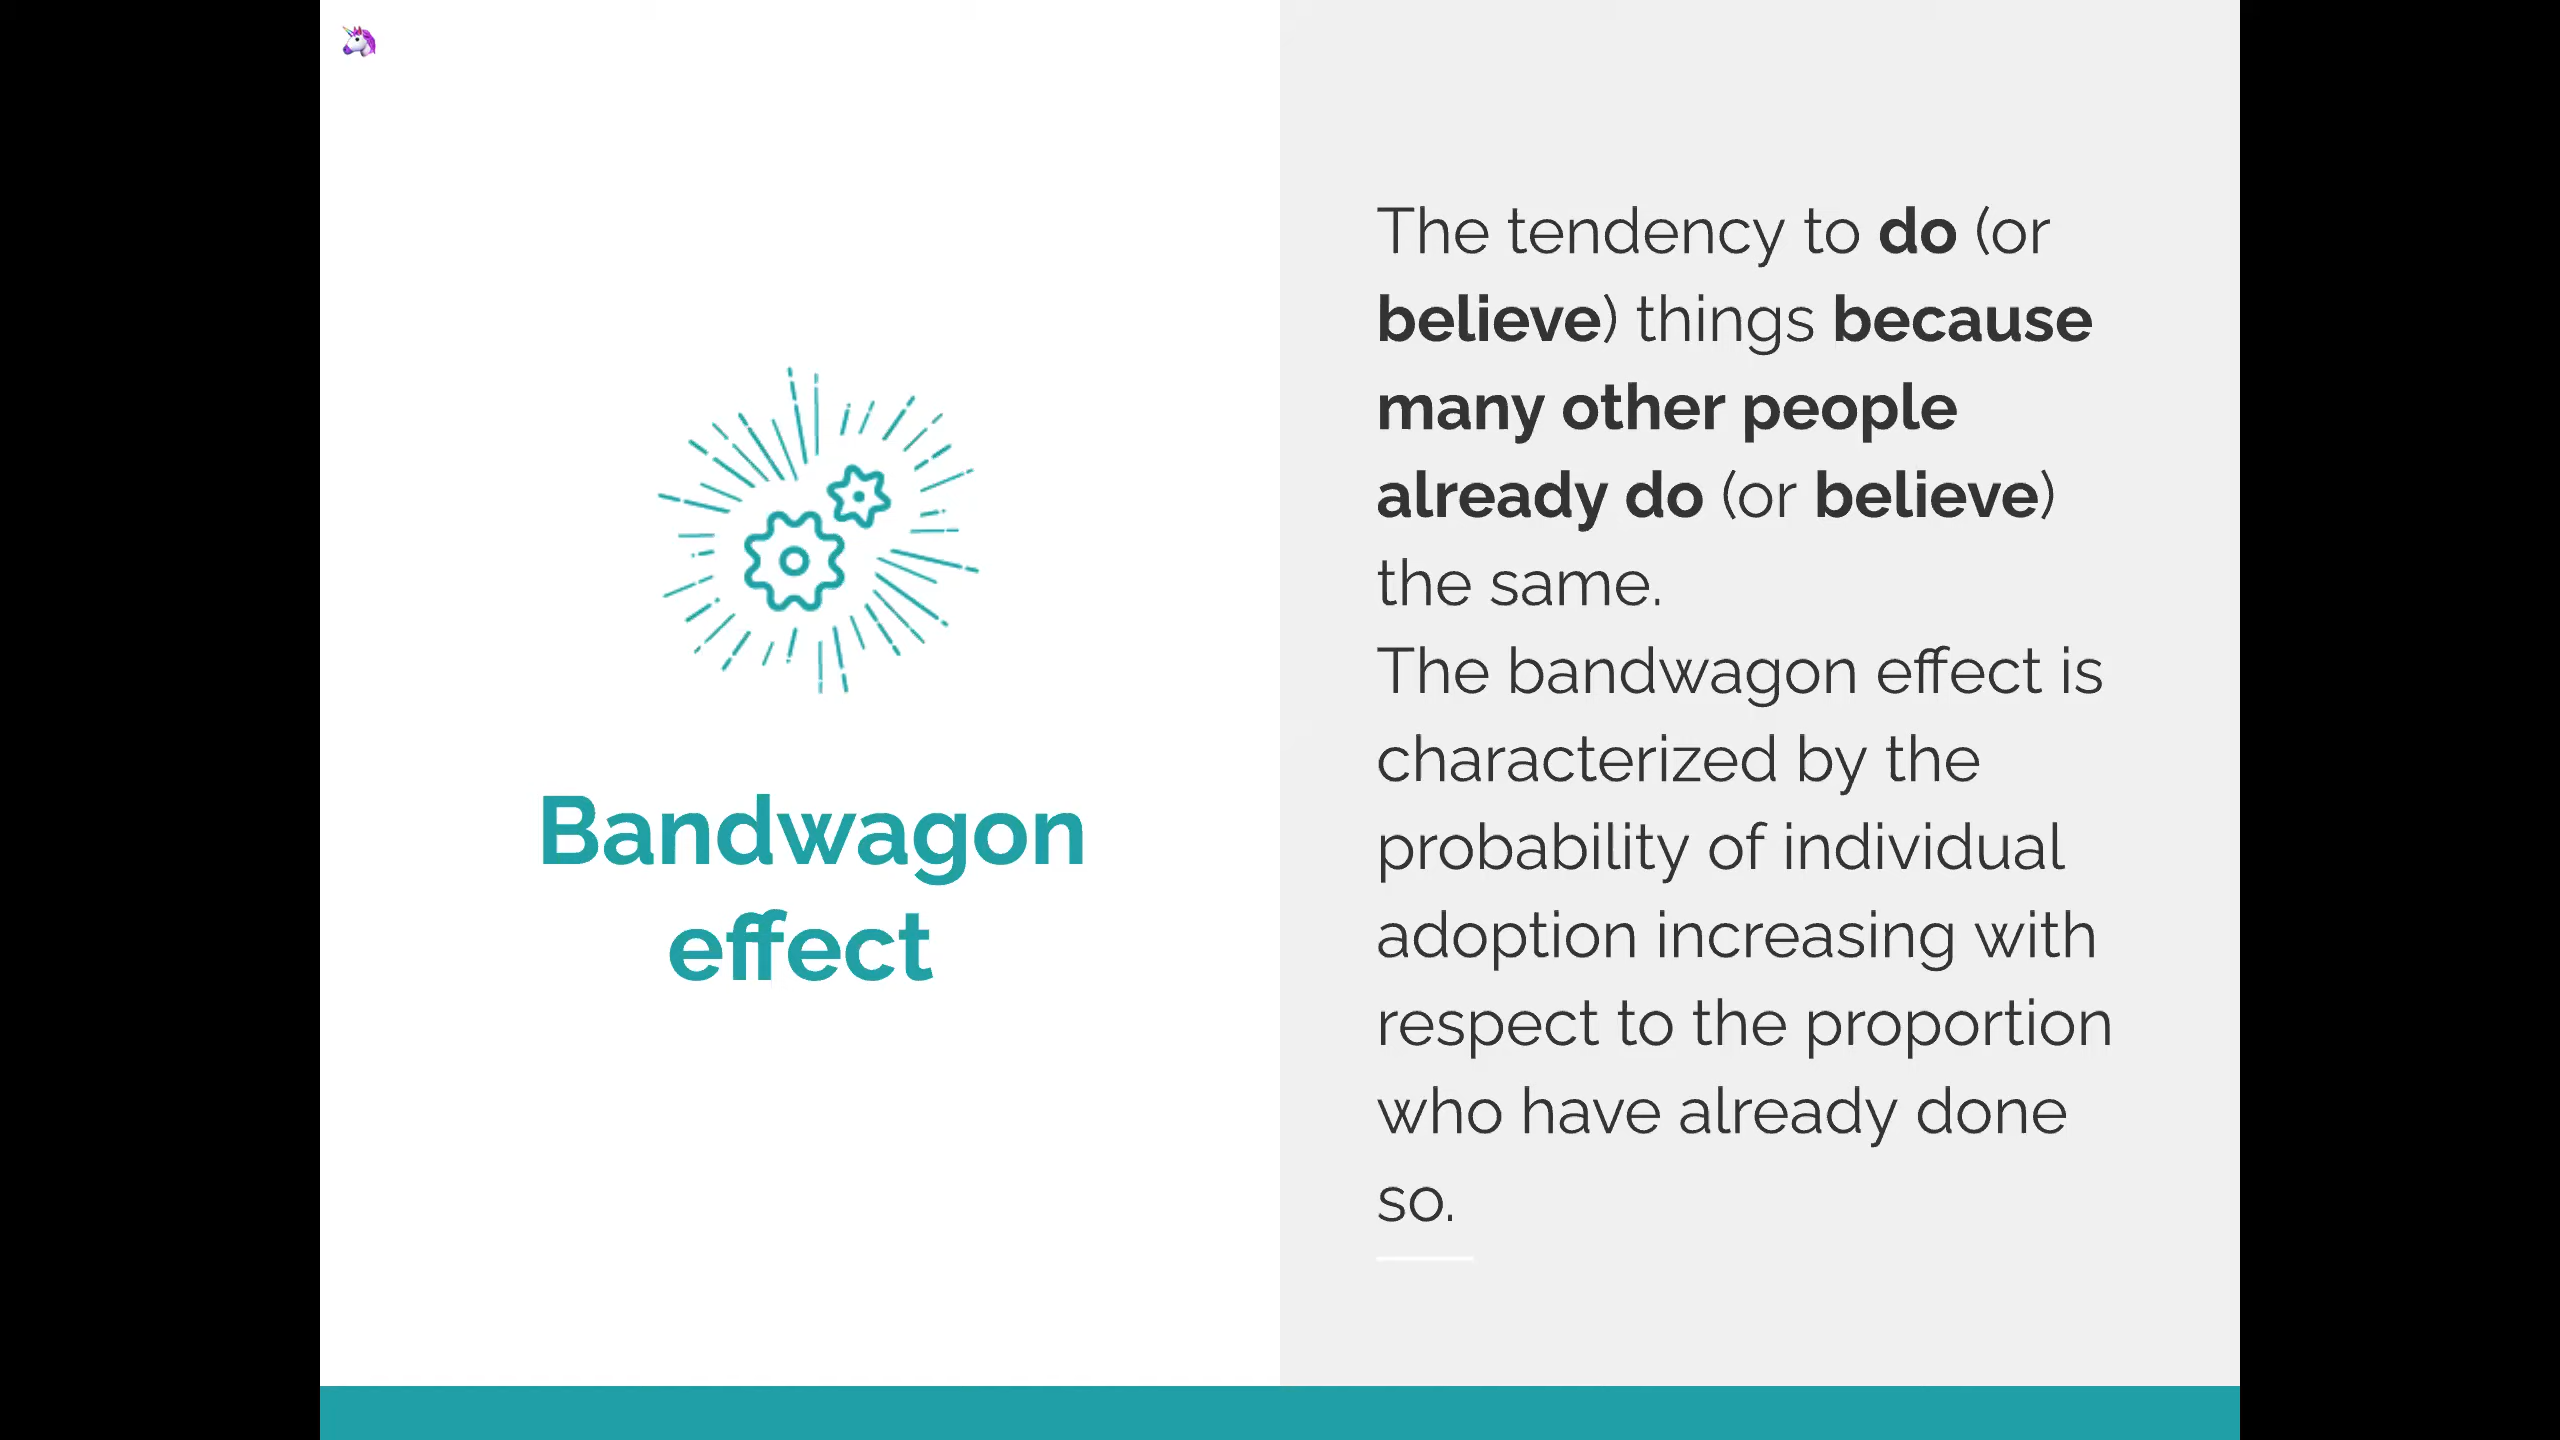 Bandwagon
effect
The tendency to do (or
believe) things because
many other people
already do (or believe)
the same.
The bandwagon effect is
characterized by the
probability of individual
adoption increasing with
respect to the proportion
who have already done
so.